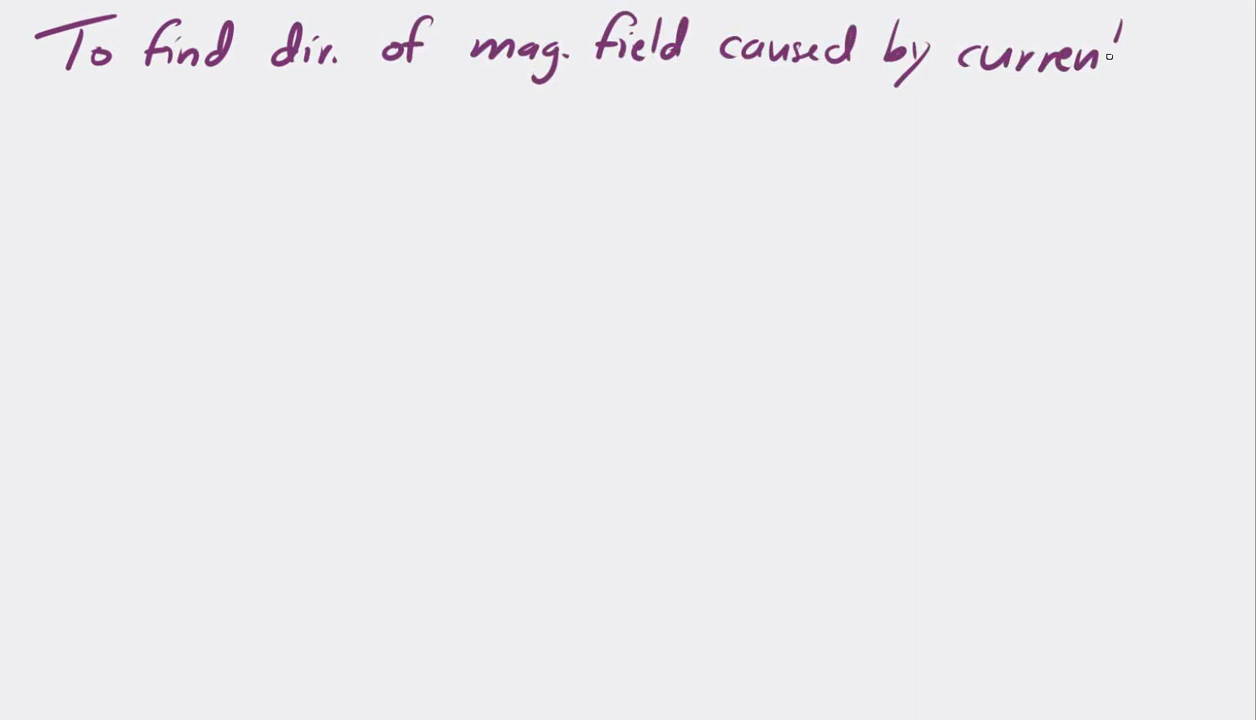 To find dir. of mag. field caused by curren